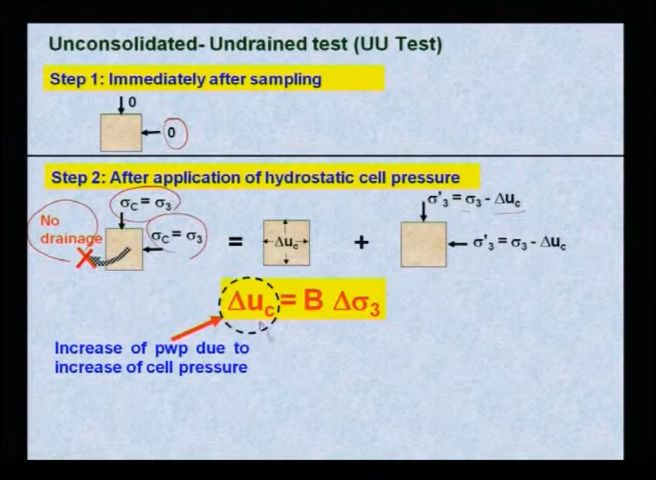 Unconsolidated- Undrained test (UU Test)
Step 1: Immediately after sampling
0
0
Step 2: After application of hydrostatic cell pressure
σC = σ3
No
drainage
σC = σ3
=
Δuc
+
σ'3 = σ3 - Δuc
σ'3 = σ3 - Δuc
Δuc = B Δσ3
Increase of pwp due to
increase of cell pressure